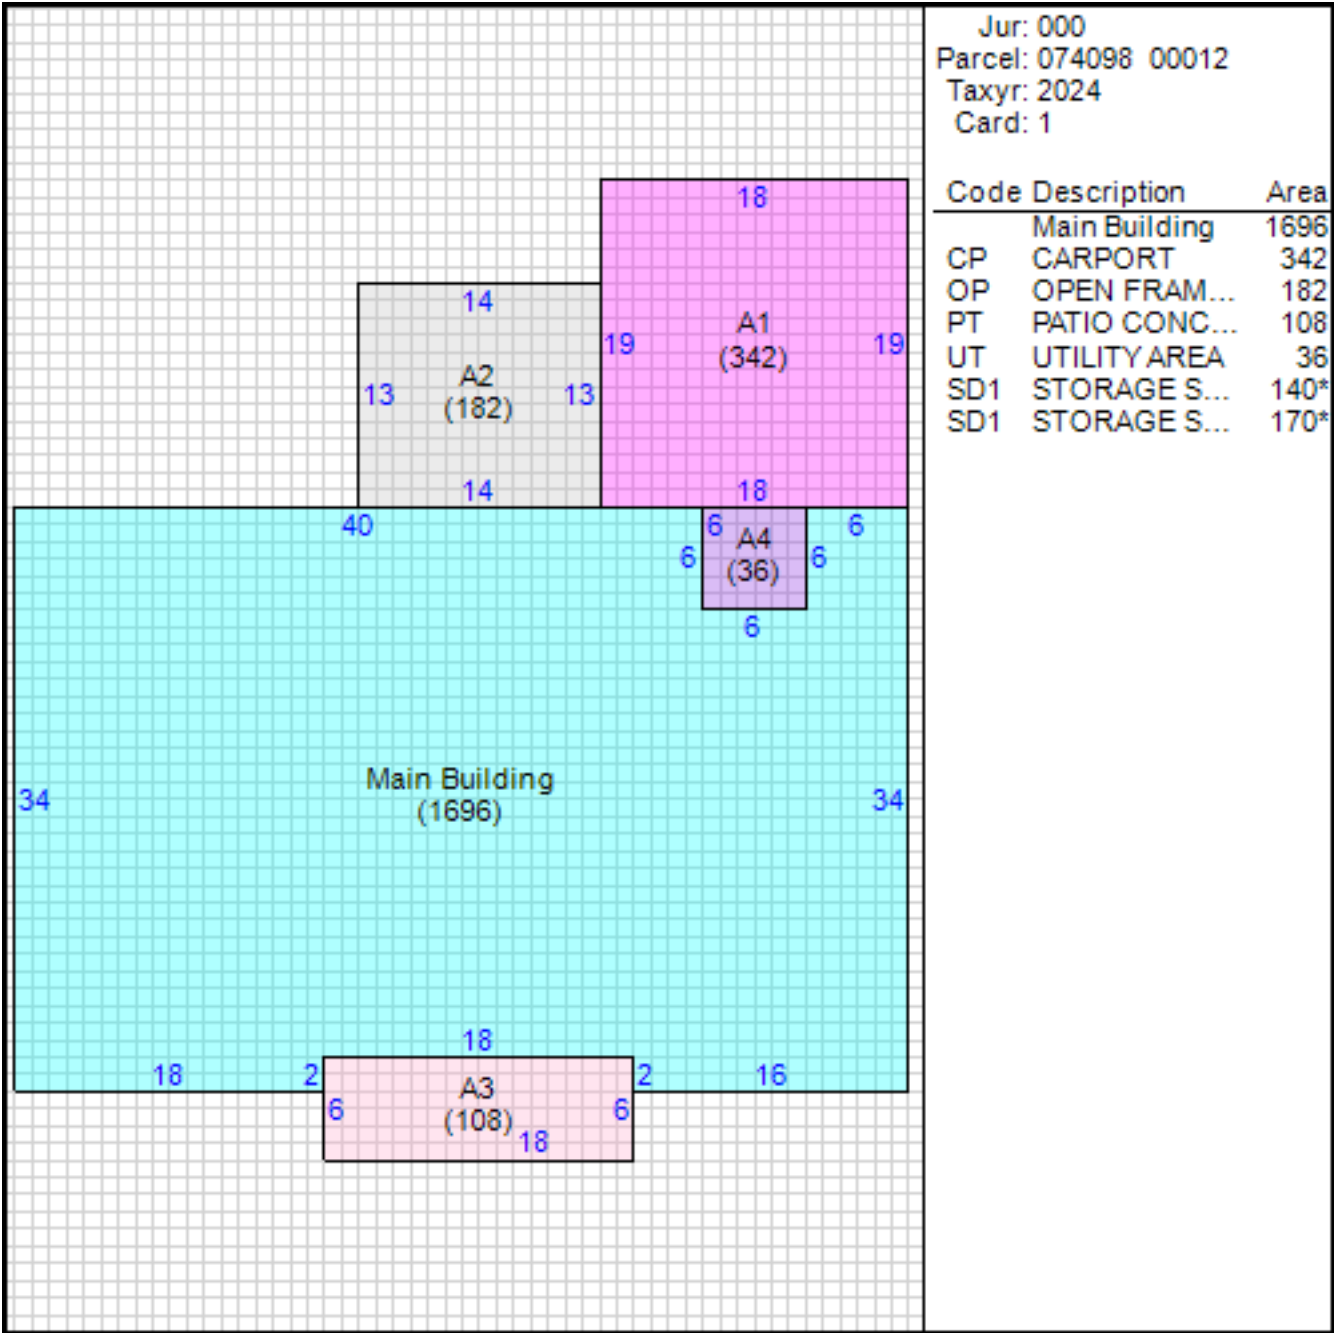 Jur: 000
Parcel: 074098 00012
Taxyr: 2024
Card: 1
Code Description Area
Main Building 1696
CP CARPORT 342
OP OPEN FRAM... 182
PT PATIO CONC... 108
UT UTILITY AREA 36
SD1 STORAGE S... 140*
SD1 STORAGE S... 170*
18
14
A1
19 19
(342)
A2
13 13
(182)
14 18
40 6 6
A4
6 6
(36)
6
Main Building
34 34
(1696)
18
18 2 2 16
A3
6 6
(108)
18